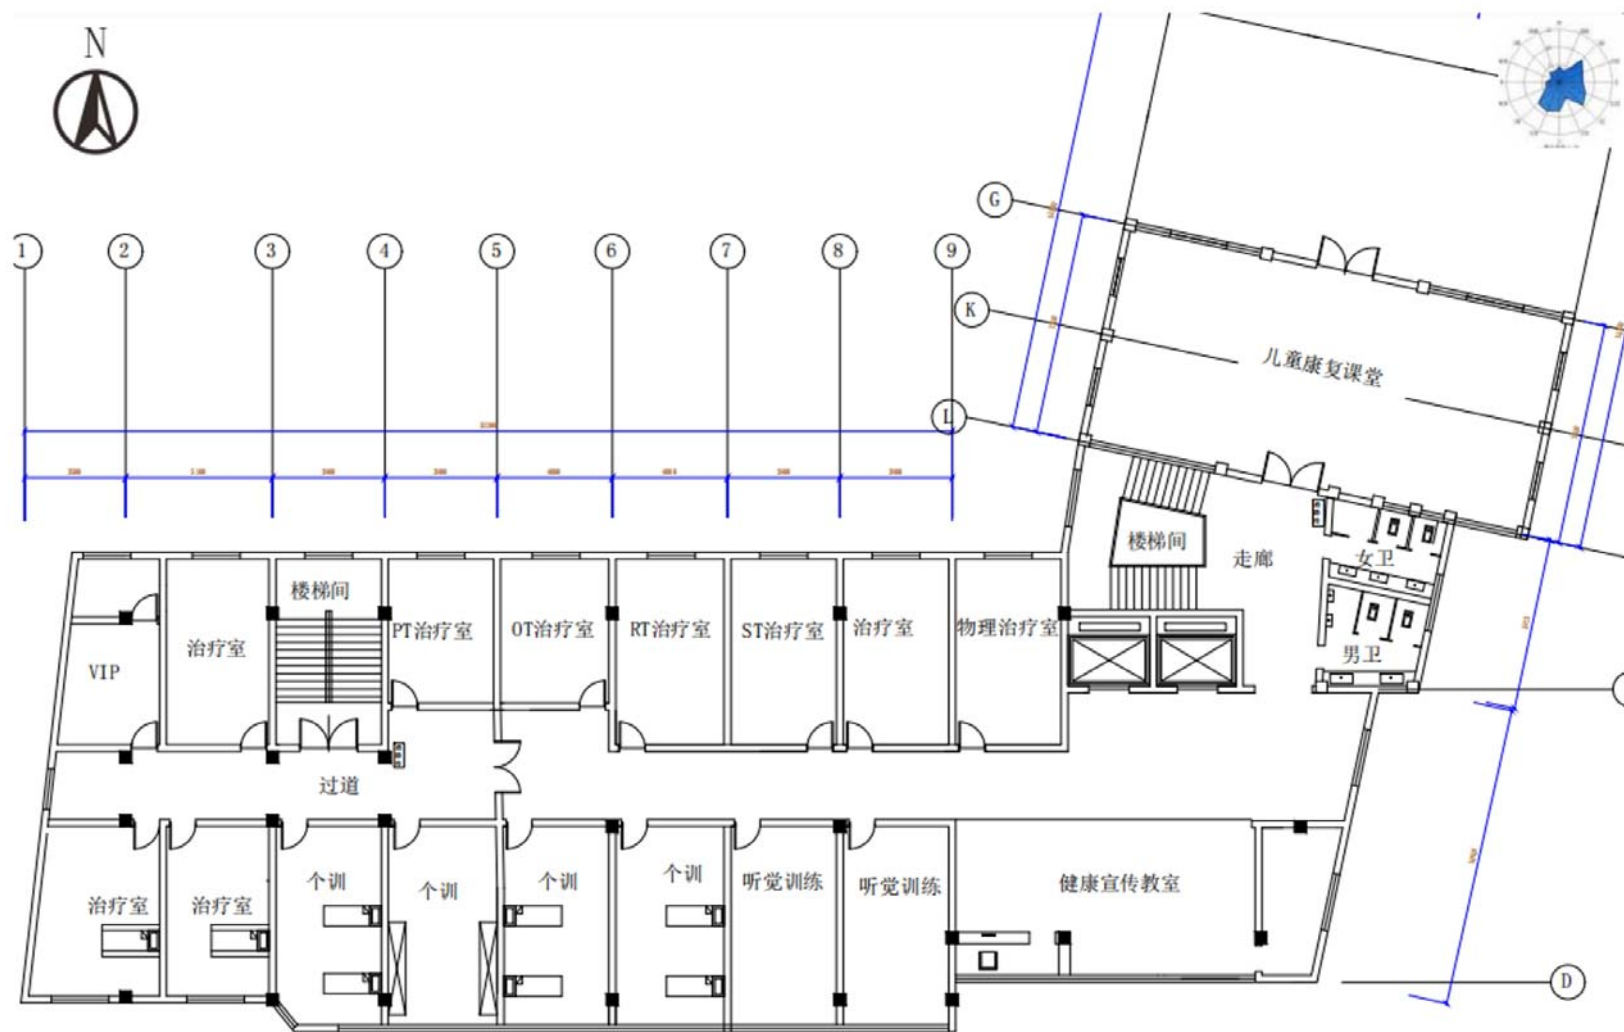 N
G
1 2 3 4 5 6 7 8 9
K
儿童康复课堂
L
楼梯间
走廊
女卫
楼梯间
PT治疗室
OT治疗室
RT治疗室
ST治疗室
治疗室
物理治疗室
治疗室
VIP
男卫
过道
个训
个训
个训
个训
听觉训练
听觉训练
健康宣传教室
治疗室
治疗室
D